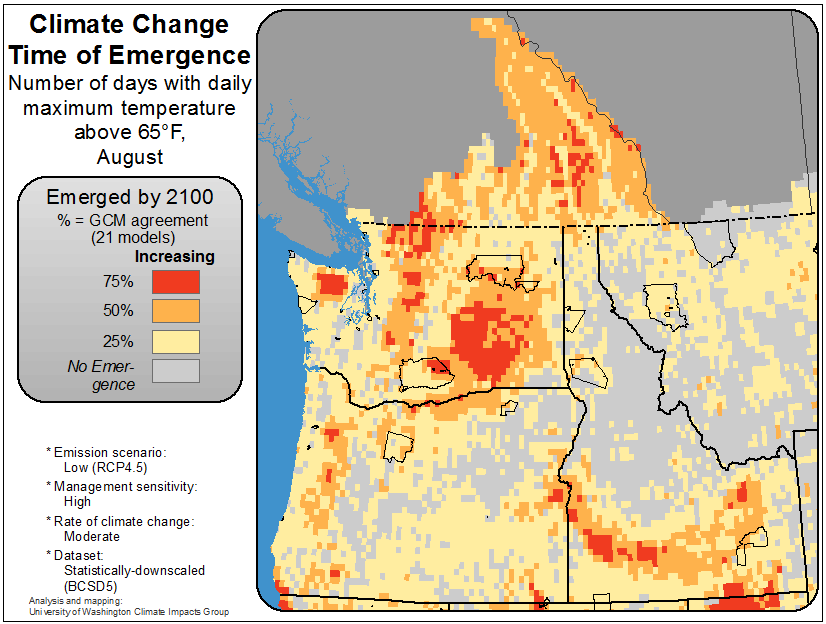 Climate Change
Time of Emergence
Number of days with daily
maximum temperature
above 65°F,
August
Emerged by 2100
% = GCM agreement
(21 models)
Increasing
75%
50%
25%
No Emer-
gence
* Emission scenario:
Low (RCP4.5)
* Management sensitivity:
High
* Rate of climate change:
Moderate
* Dataset:
Statistically-downscaled
(BCSD5)
Analysis and mapping:
University of Washington Climate Impacts Group